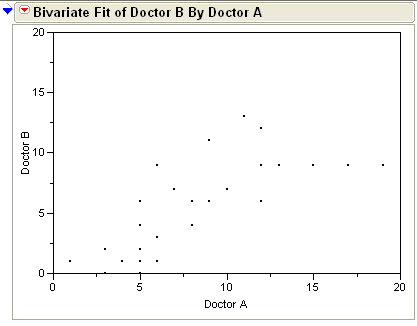 Bivariate Fit of Doctor B By Doctor A
20
15
10
5
0
Doctor B
0 5 10 15 20
Doctor A